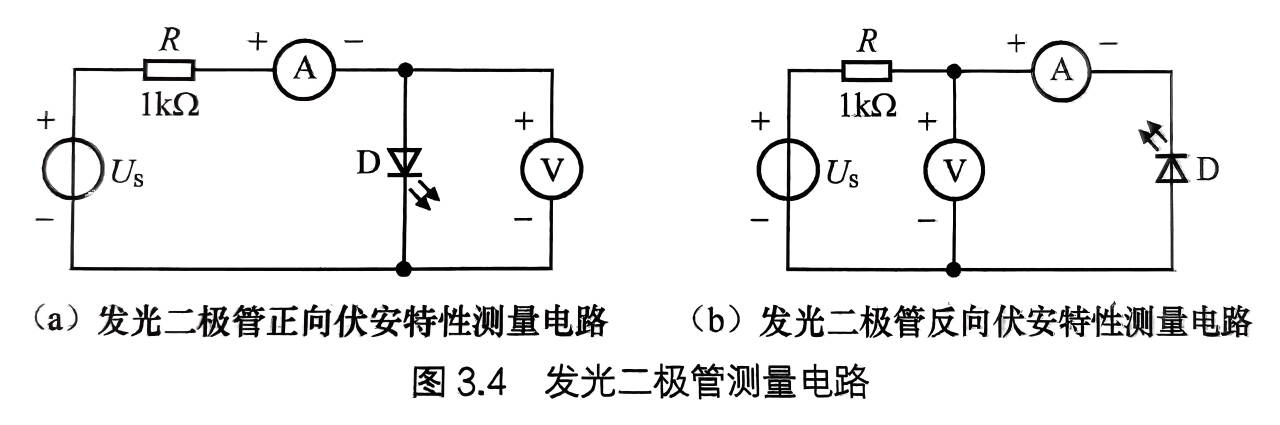 R + A − R + A −
1kΩ 1kΩ
+ + + +
Us D V Us V D
− − − −
（a）发光二极管正向伏安特性测量电路 （b）发光二极管反向伏安特性测量电路
图 3.4 发光二极管测量电路